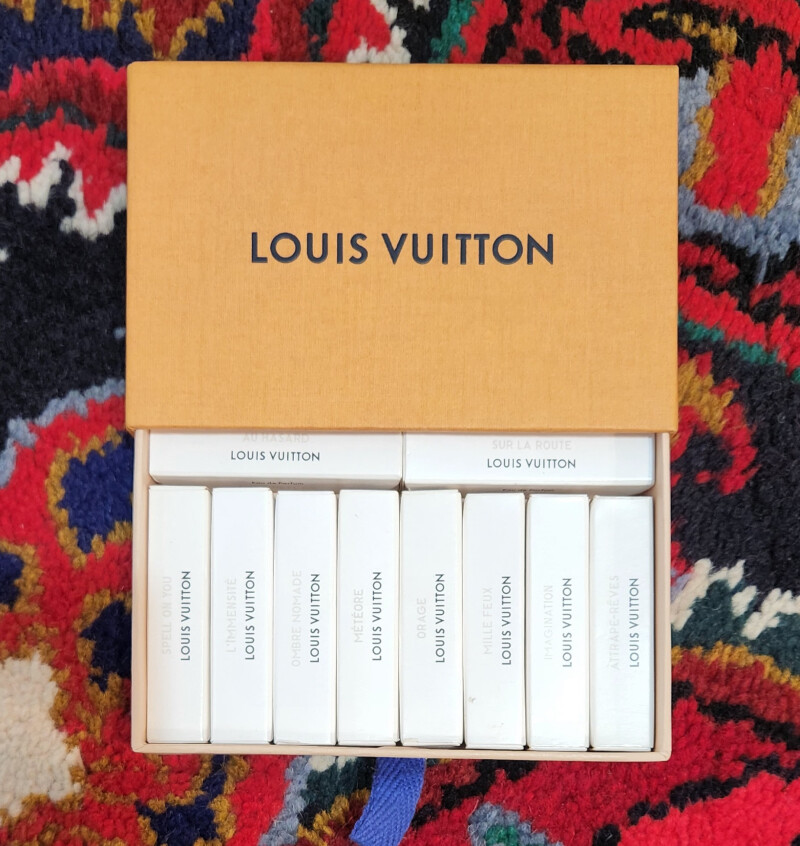 LOUIS VUITTON
AU HASARD
LOUIS VUITTON
SUR LA ROUTE
LOUIS VUITTON
SPELL ON YOU
LOUIS VUITTON
L'IMMENSITÉ
LOUIS VUITTON
OMBRE NOMADE
LOUIS VUITTON
MÉTÉORE
LOUIS VUITTON
ORAGE
LOUIS VUITTON
MILLE FEUX
LOUIS VUITTON
IMAGINATION
LOUIS VUITTON
ATTRAPE-RÊVES
LOUIS VUITTON